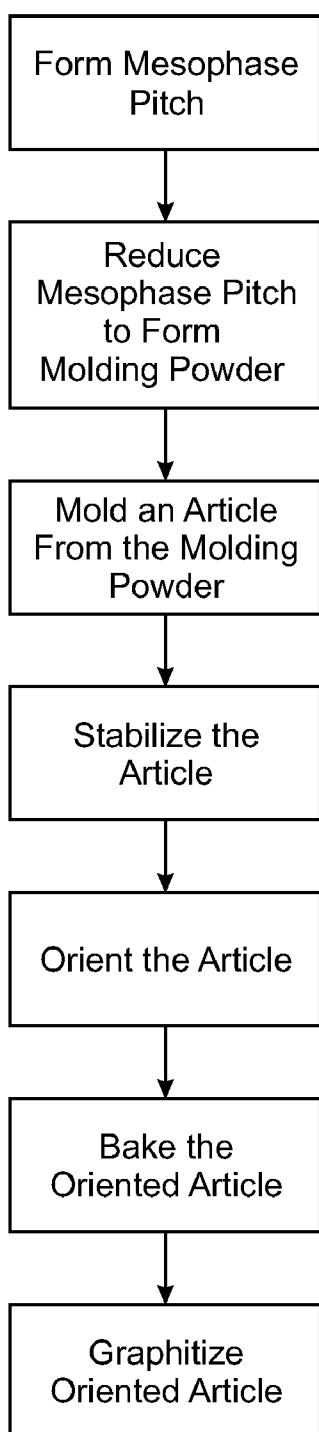 Form Mesophase
Pitch
Reduce
Mesophase Pitch
to Form
Molding Powder
Mold an Article
From the Molding
Powder
Stabilize the
Article
Orient the Article
Bake the
Oriented Article
Graphitize
Oriented Article